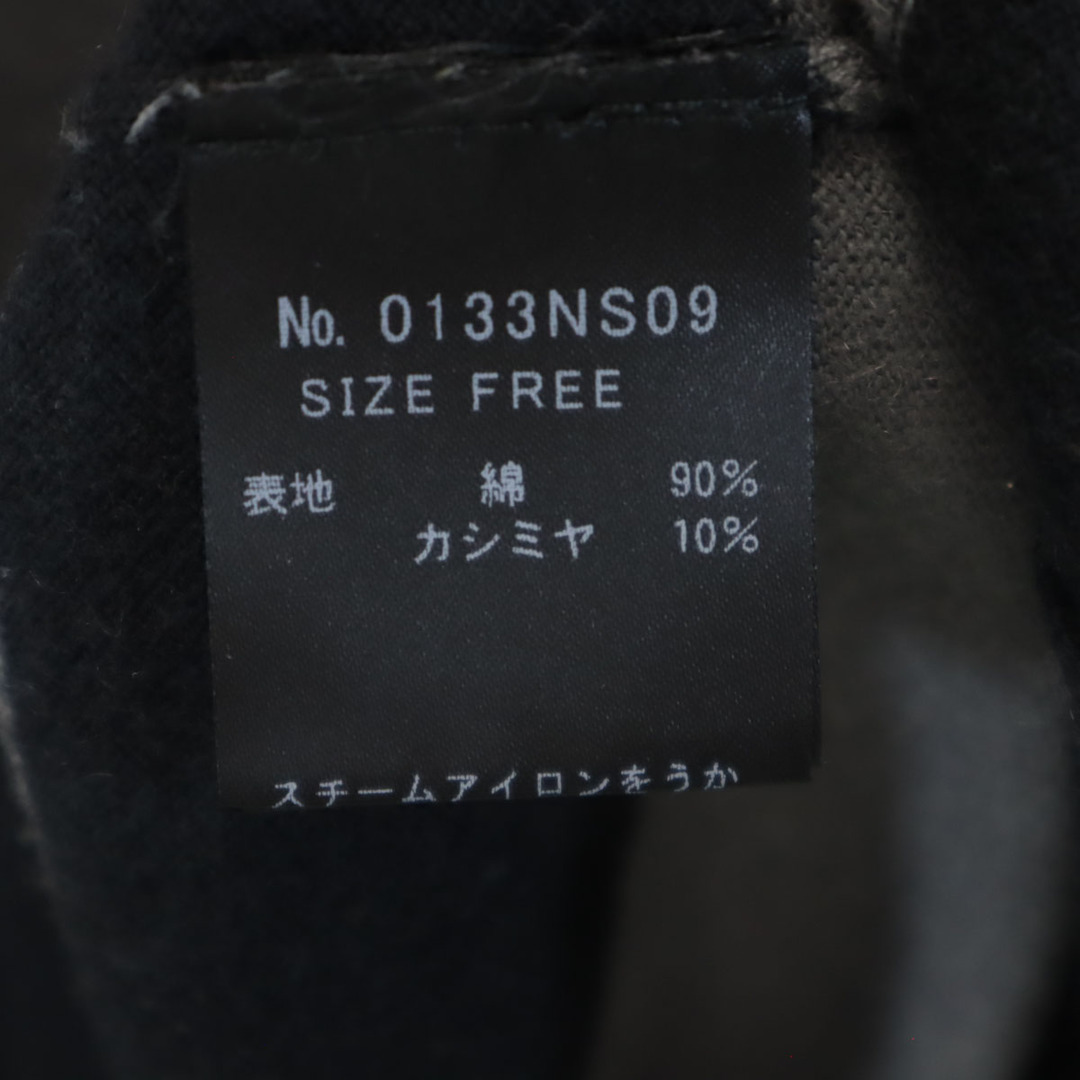 No. 0133NS09
SIZE FREE
表地 綿 90%
カシミヤ 10%
スチームアイロンをうか